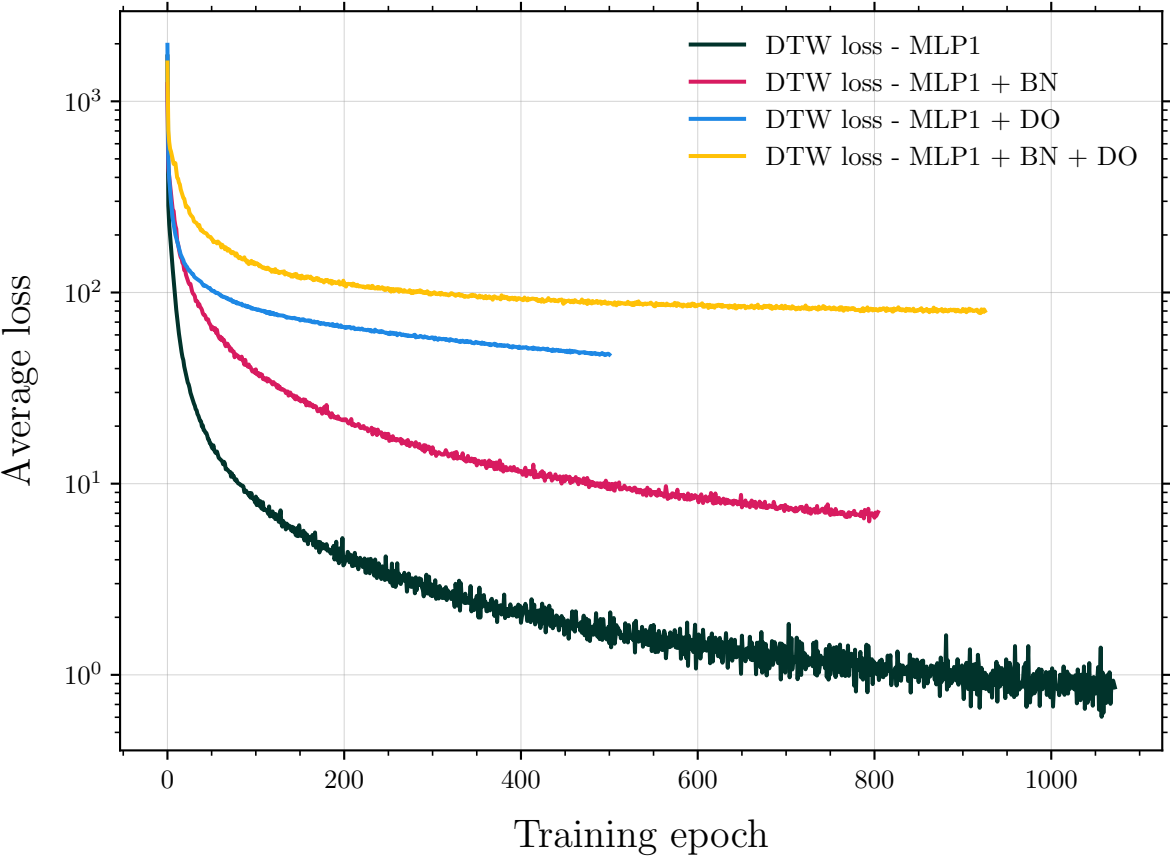 DTW loss - MLP1
DTW loss - MLP1 + BN
DTW loss - MLP1 + DO
DTW loss - MLP1 + BN + DO
10³
10²
10¹
10⁰
Average loss
0 200 400 600 800 1000
Training epoch